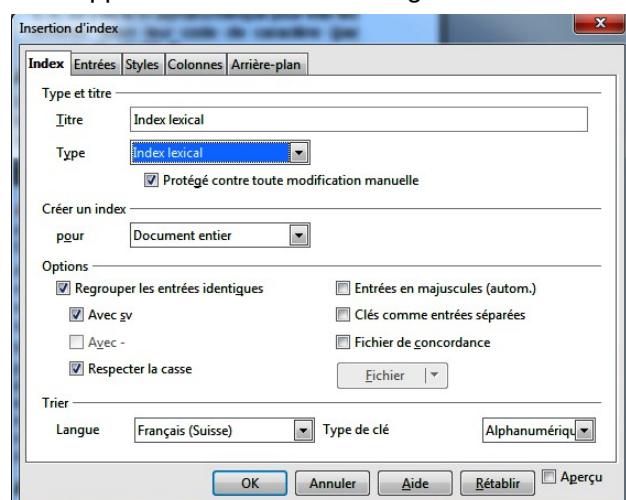 Insertion d'index
Index Entrées Styles Colonnes Arrière-plan
Type et titre
Titre Index lexical
Type Index lexical
Protégé contre toute modification manuelle
Créer un index
pour Document entier
Options
Regrouper les entrées identiques Entrées en majuscules (autom.)
Avec sv Clés comme entrées séparées
Avec - Fichier de concordance
Respecter la casse Fichier
Trier
Langue Français (Suisse) Type de clé Alphanumériqu
OK Annuler Aide Rétablir Aperçu